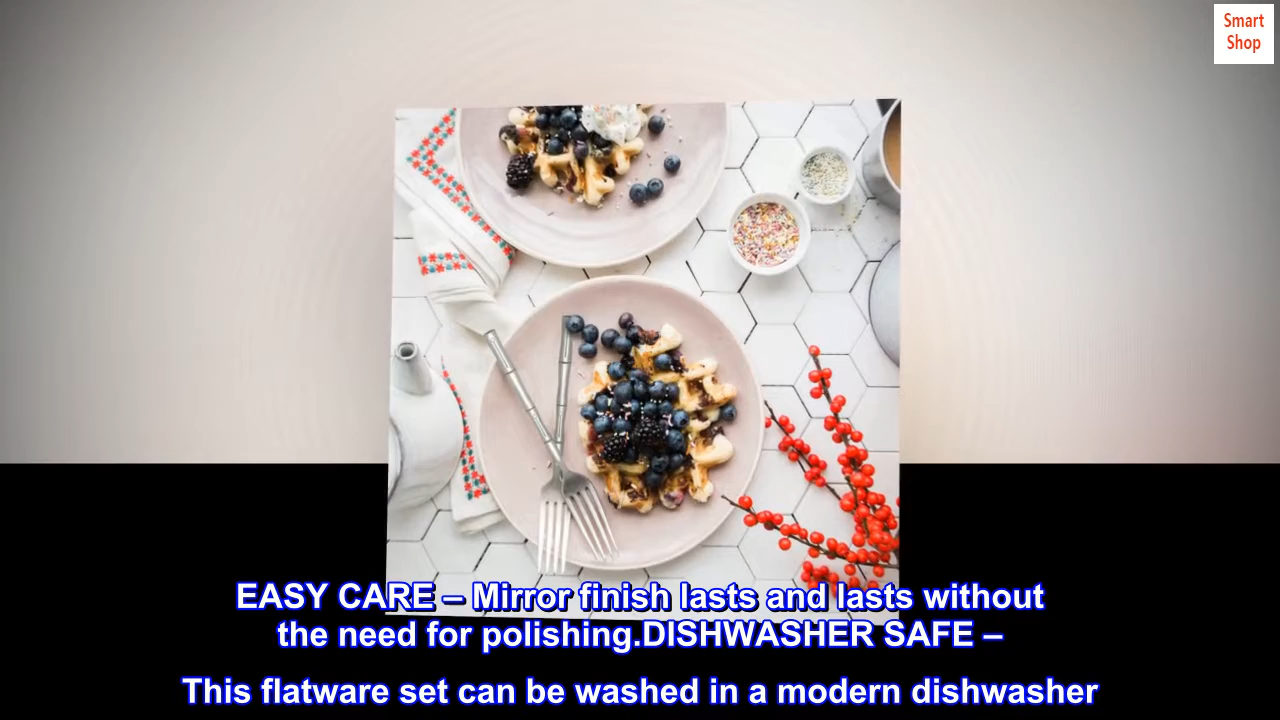 Smart
Shop
EASY CARE – Mirror finish lasts and lasts without
the need for polishing.DISHWASHER SAFE –
This flatware set can be washed in a modern dishwasher